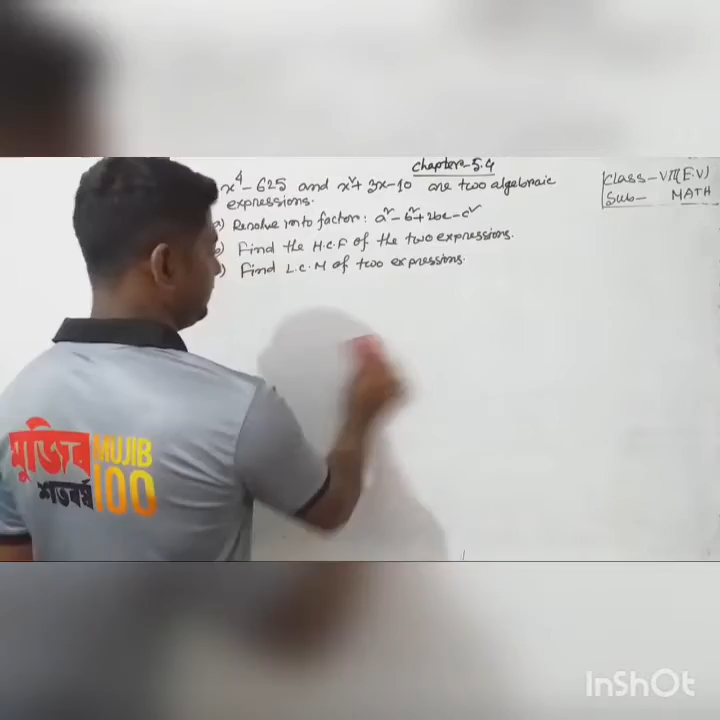 Chapter-5.4
x⁴-625 and x²+3x-10 are two algebraic
expressions.
a) Resolve into factor: a²-b²+2bc-c²
b) Find the H.C.F of the two expressions.
) Find L.C.M of two expressions.
Class-VII(E.V)
Sub- MATH
মুজিব
শতবর্ষ
MUJIB
100
InShOt